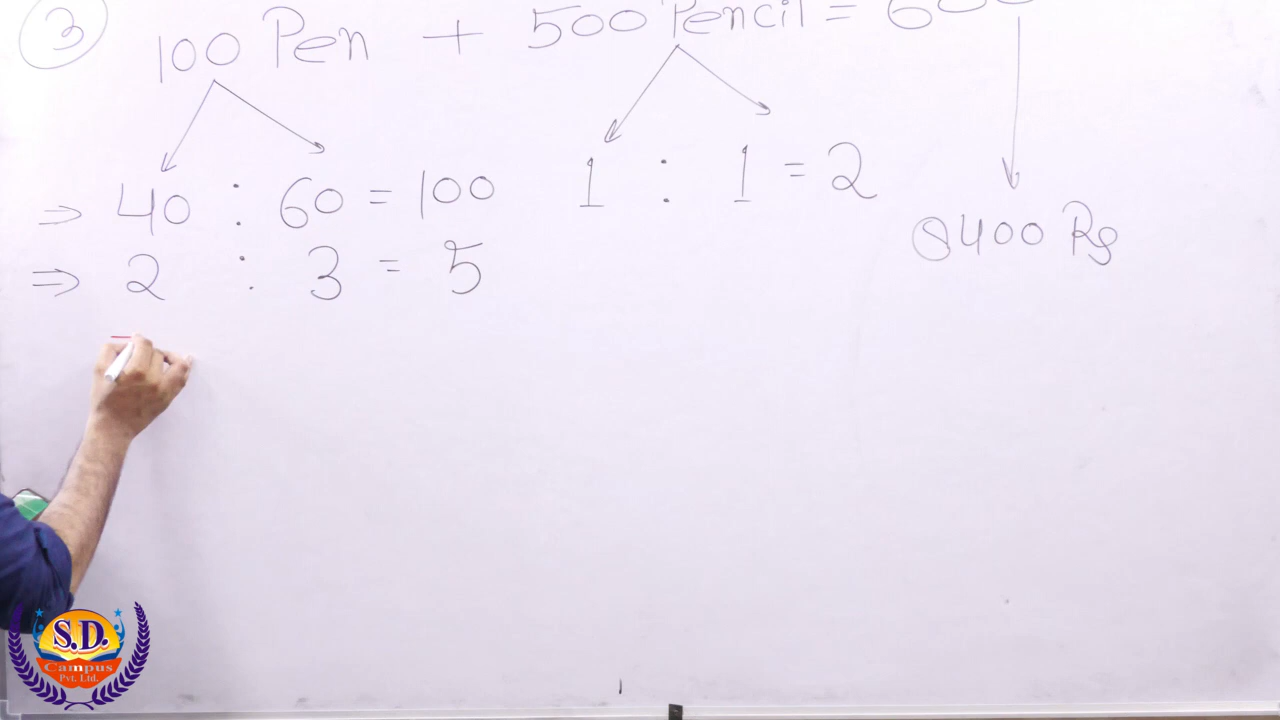 3 100 Pen + 500 Pencil = 600
⇒ 40 : 60 = 100 1 : 1 = 2
8400 Rs
⇒ 2 : 3 = 5
S.D.
Campus
Pvt. Ltd.